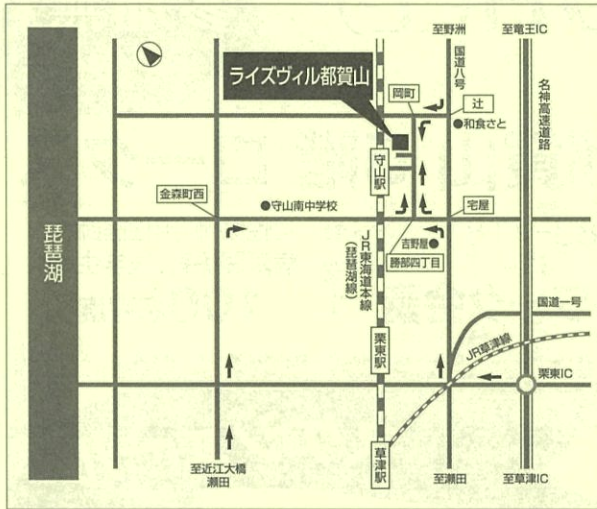 至野洲
至竜王IC
ライズヴィル都賀山
岡町
国道八号
辻
和食さと
名神高速道路
守山駅
金森町西
守山南中学校
宅屋
琵琶湖
JR東海道本線
(琵琶湖線)
吉野屋
勝部四丁目
国道一号
栗東駅
JR草津線
栗東IC
草津駅
至近江大橋
瀬田
至瀬田
至草津IC